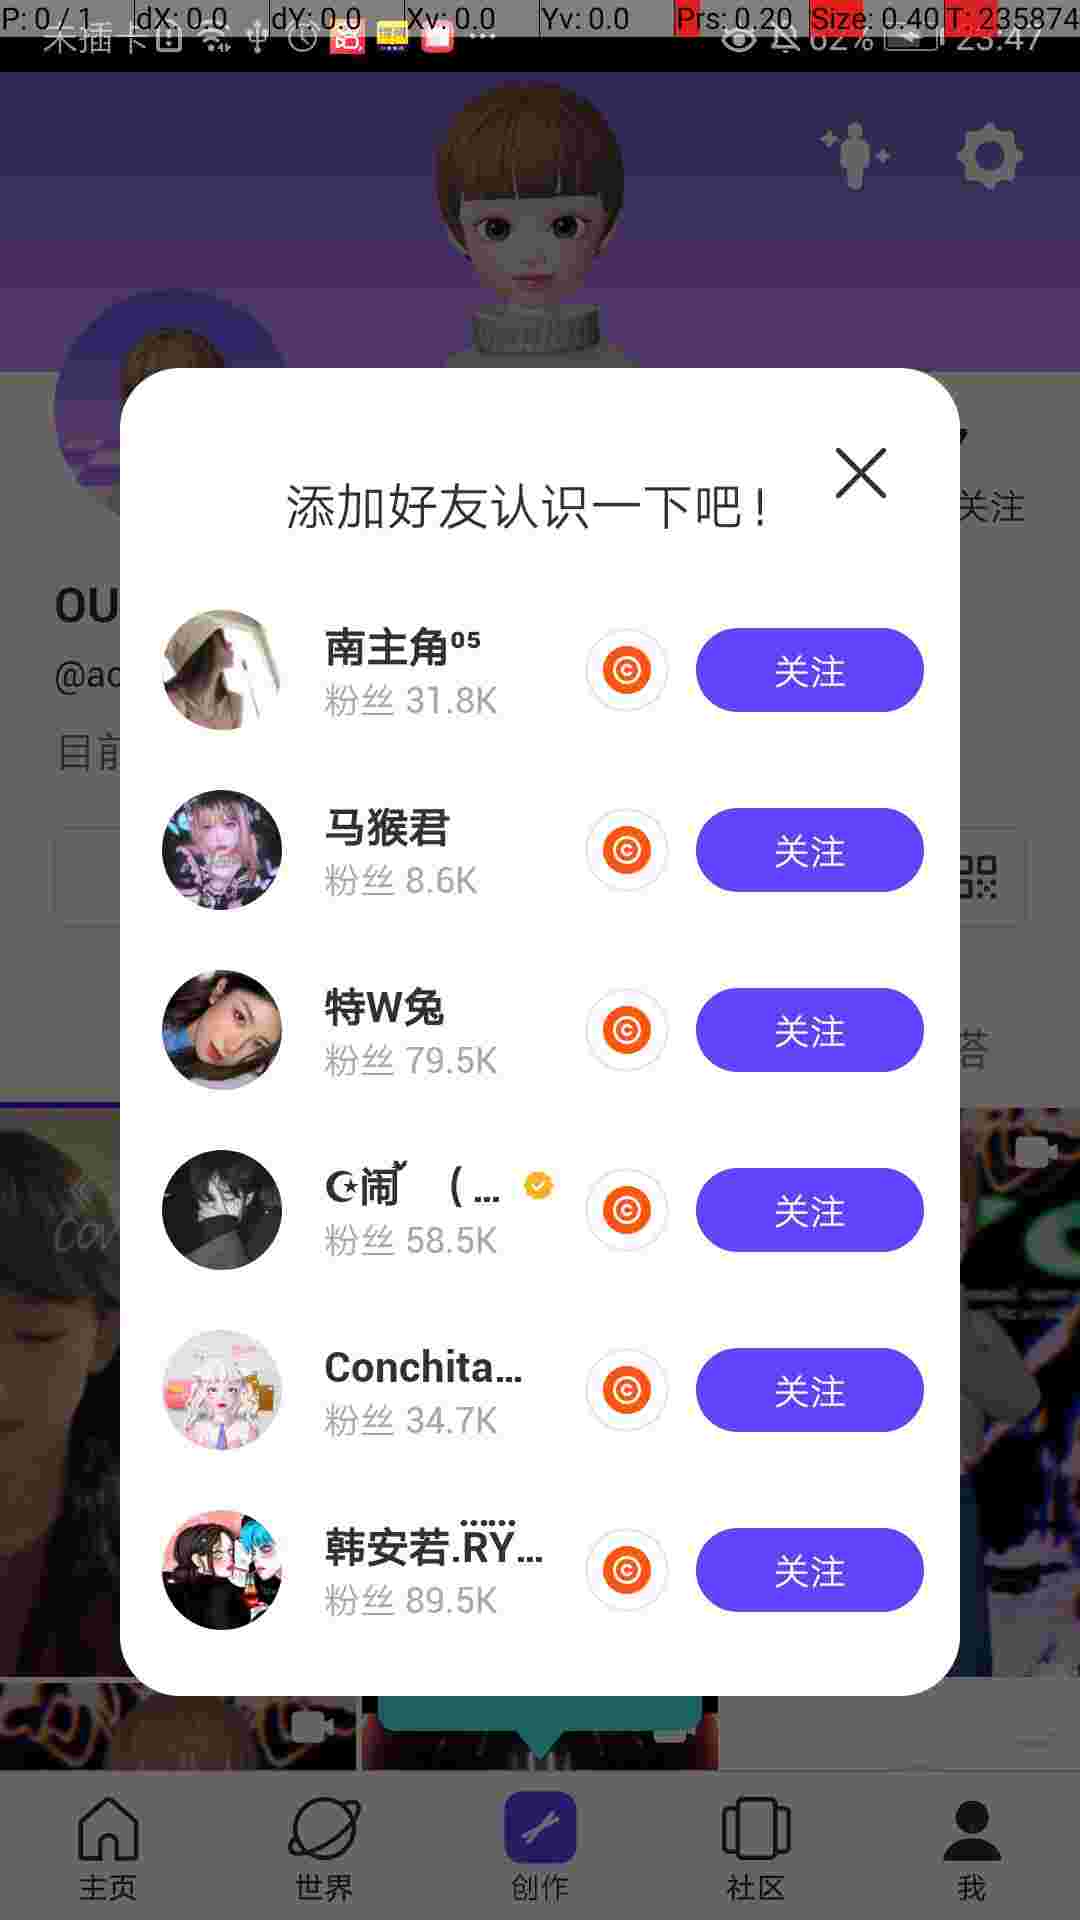 P: 0 / 1 dX: 0.0 dY: 0.0 Xv: 0.0 Yv: 0.0 Prs: 0.20 Size: 0.40 T: 235874
未插卡 62% 23:47
添加好友认识一下吧!
关注
OU
@ac
目前
南主角⁰⁵
粉丝 31.8K
关注
马猴君
粉丝 8.6K
关注
特W兔
粉丝 79.5K
关注
答
☪闹 ( ...
粉丝 58.5K
关注
Conchita...
粉丝 34.7K
关注
韩安若.RY...
粉丝 89.5K
关注
主页 世界 创作 社区 我